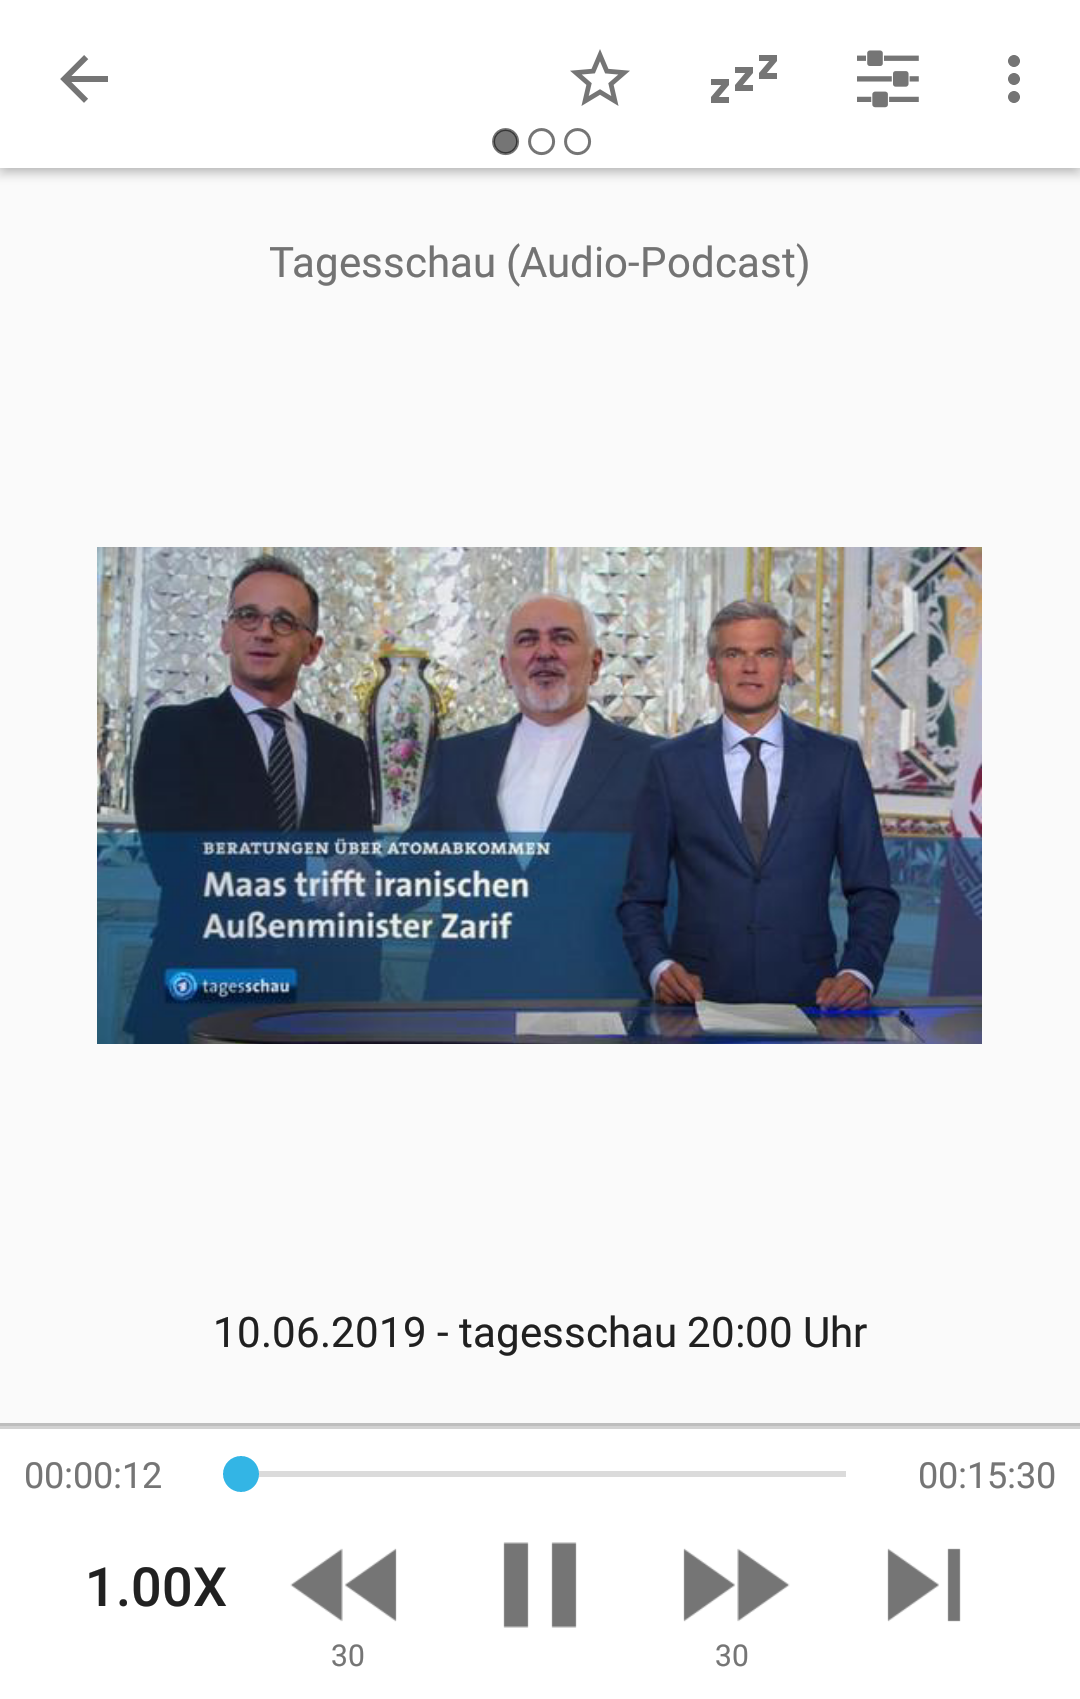 Tagesschau (Audio-Podcast)
BERATUNGEN ÜBER ATOMABKOMMEN
Maas trifft iranischen
Außenminister Zarif
tagesschau
10.06.2019 - tagesschau 20:00 Uhr
00:00:12
00:15:30
1.00X
30
30